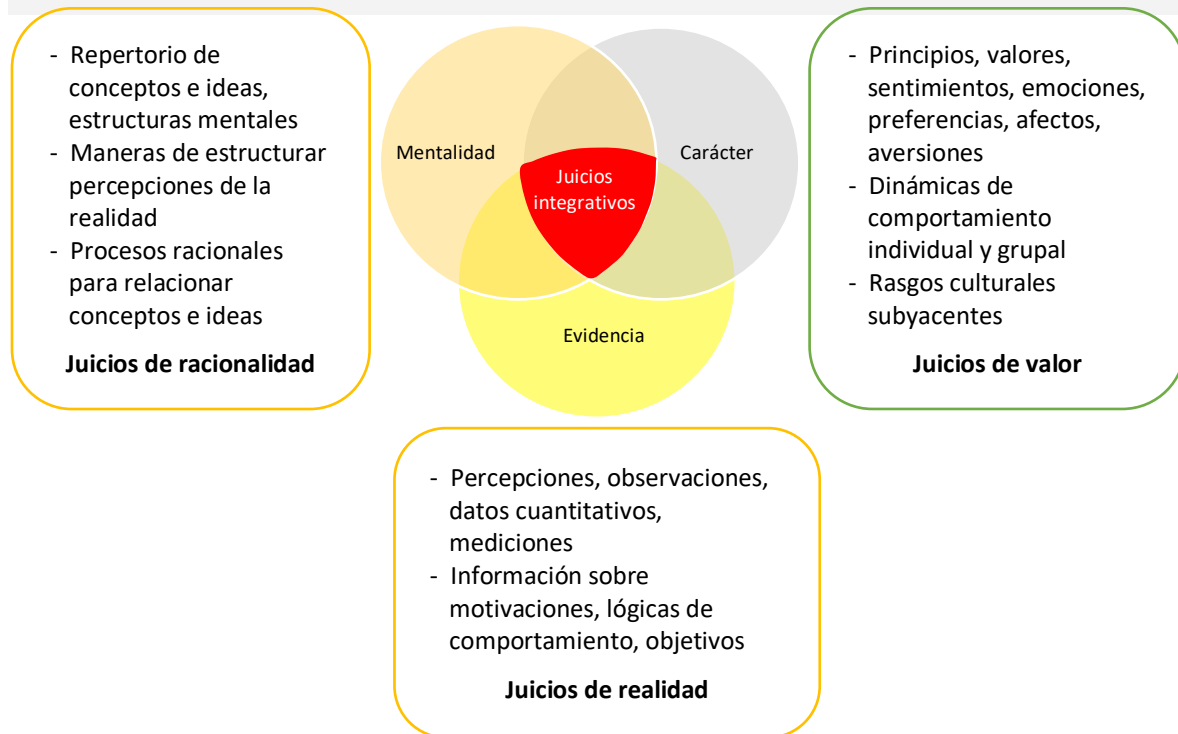 - Repertorio de
conceptos e ideas,
estructuras mentales
- Maneras de estructurar
percepciones de la
realidad
- Procesos racionales
para relacionar
conceptos e ideas
Juicios de racionalidad
Mentalidad
Carácter
Juicios
integrativos
Evidencia
- Principios, valores,
sentimientos, emociones,
preferencias, afectos,
aversiones
- Dinámicas de
comportamiento
individual y grupal
- Rasgos culturales
subyacentes
Juicios de valor
- Percepciones, observaciones,
datos cuantitativos,
mediciones
- Información sobre
motivaciones, lógicas de
comportamiento, objetivos
Juicios de realidad